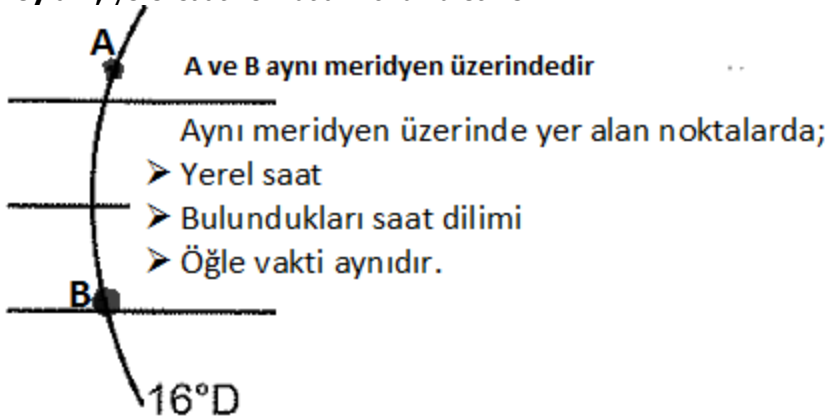 A
A ve B aynı meridyen üzerindedir
Aynı meridyen üzerinde yer alan noktalarda;
➢ Yerel saat
➢ Bulundukları saat dilimi
➢ Öğle vakti aynıdır.
B
16°D